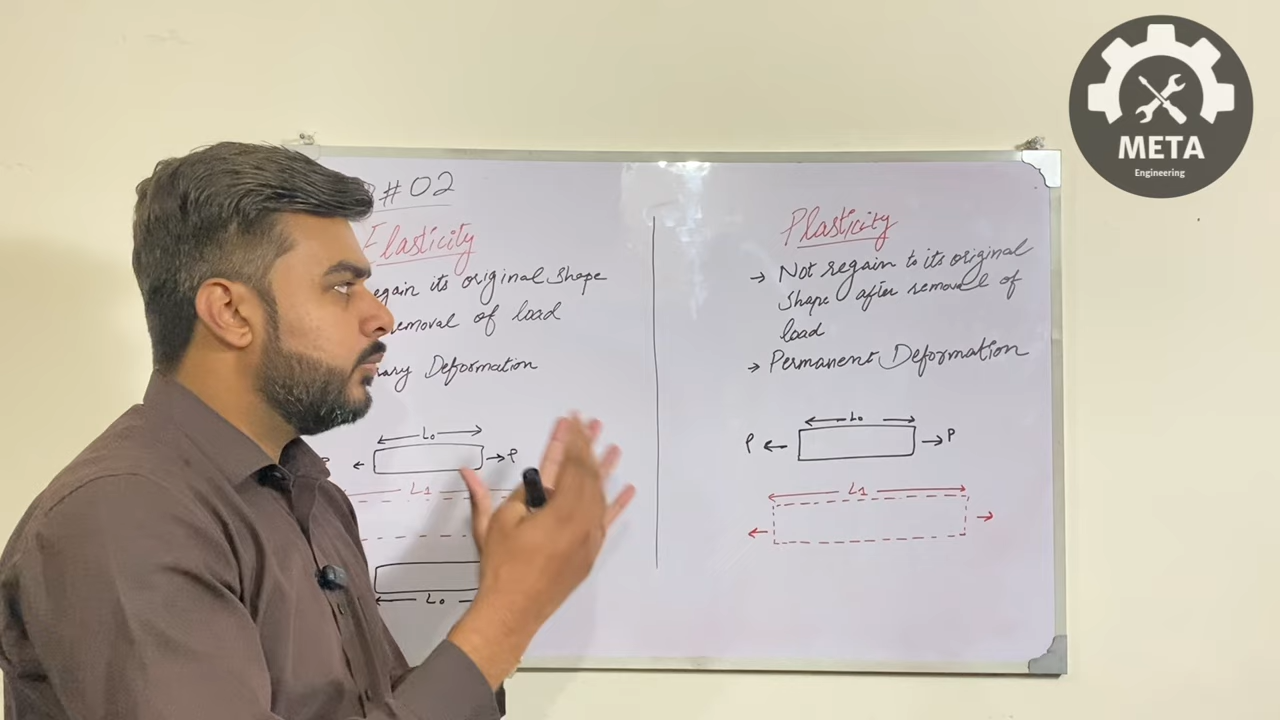 # 02
Elasticity
egain its original shape
removal of load
rary Deformation
L₀
→ P
L1
L₀
Plasticity
→ Not regain to its original
shape after removal of
load
→ Permanent Deformation
L₀
P ← → P
L1
META
Engineering